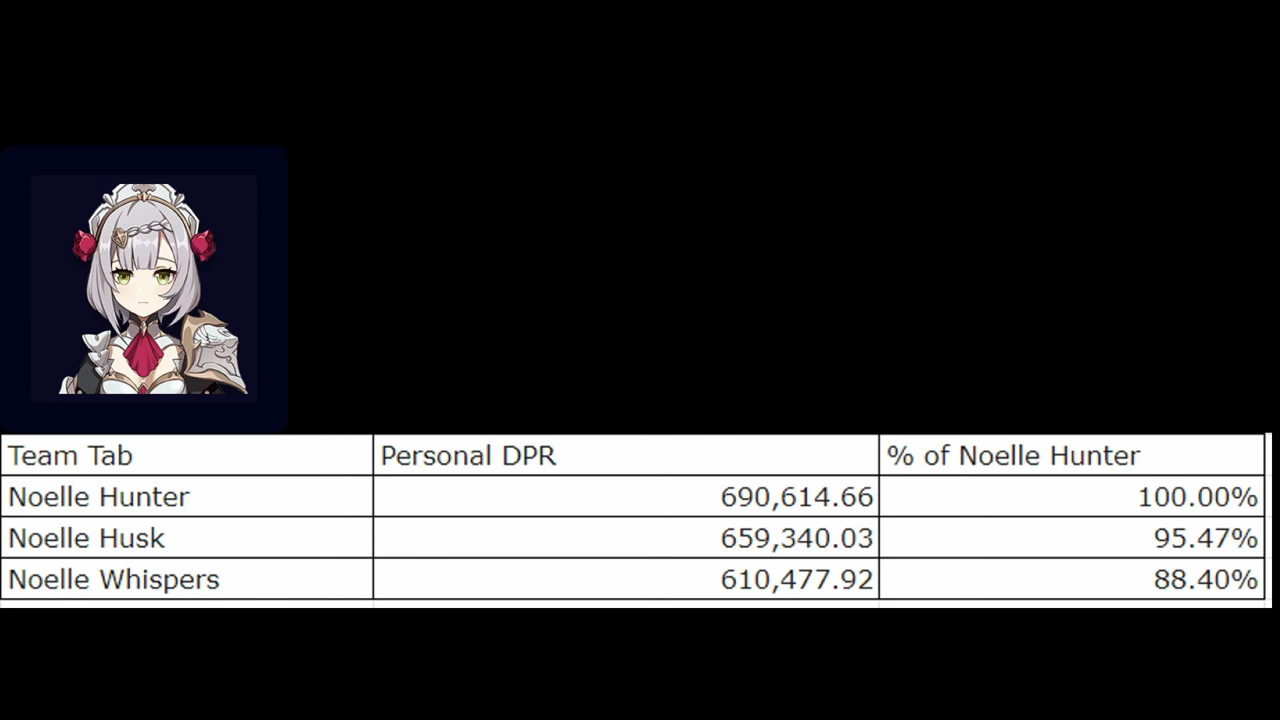 Team Tab Personal DPR % of Noelle Hunter
Noelle Hunter 690,614.66 100.00%
Noelle Husk 659,340.03 95.47%
Noelle Whispers 610,477.92 88.40%